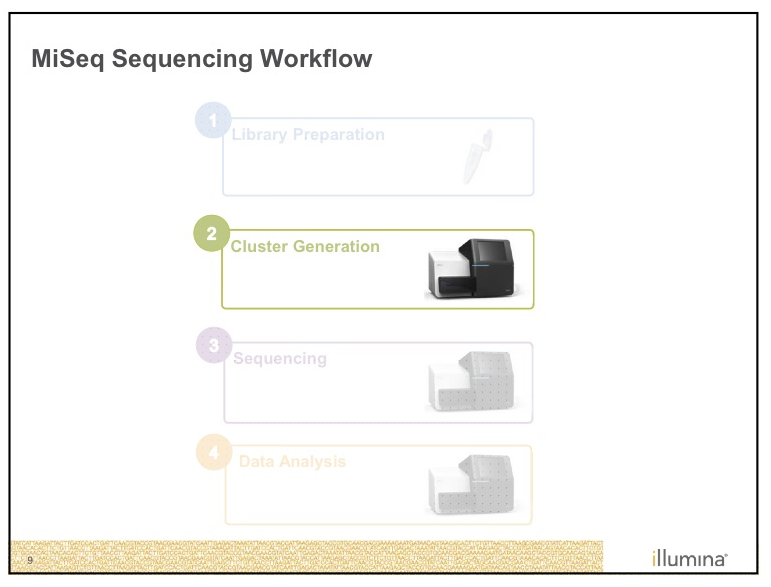 MiSeq Sequencing Workflow
1
Library Preparation
2
Cluster Generation
3
Sequencing
4
Data Analysis
9
illumina®